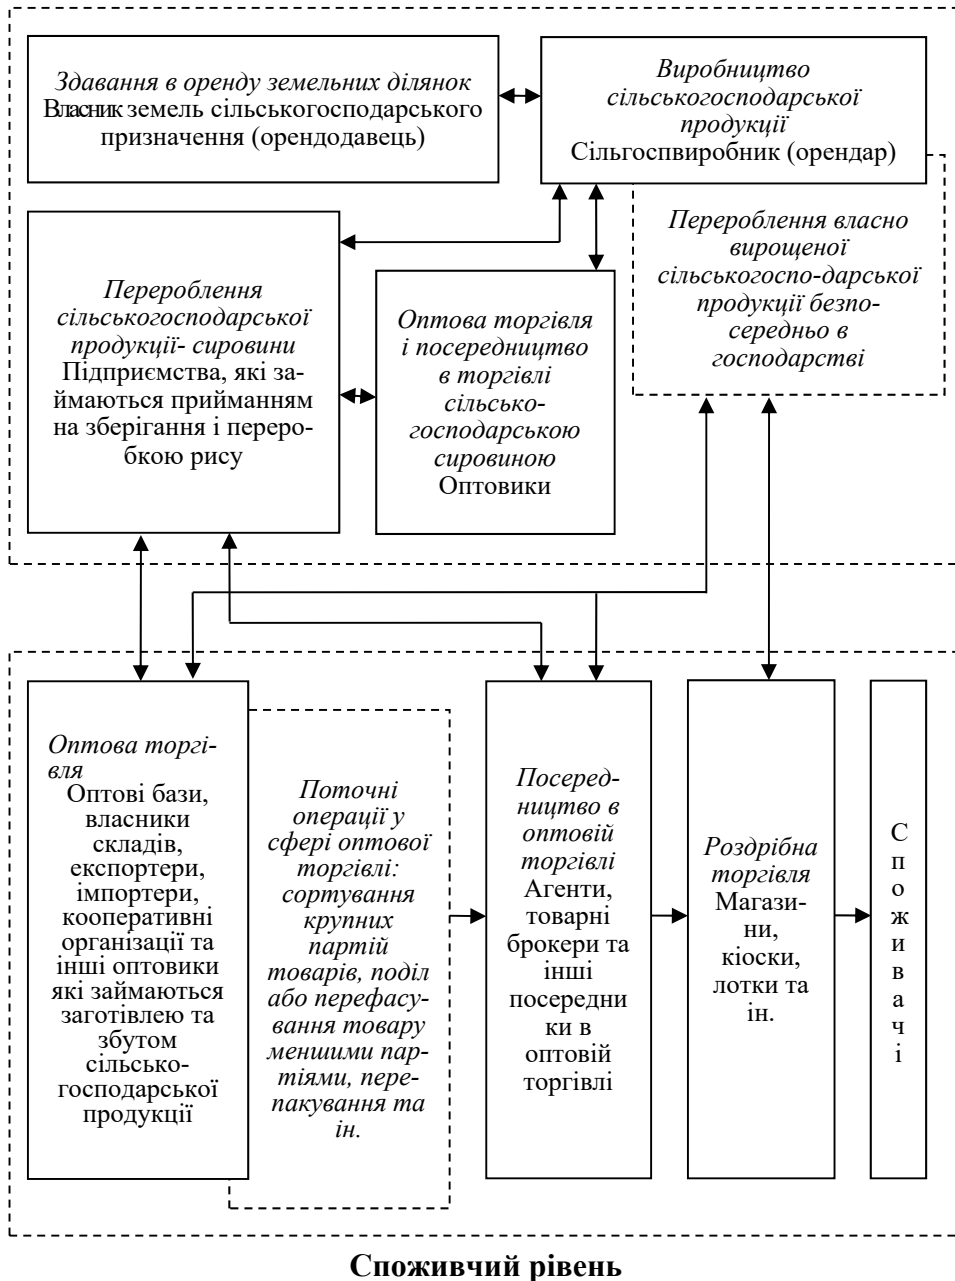 Здавання в оренду земельних ділянок
Власник земель сільськогосподарського
призначення (орендодавець)
Виробництво
сільськогосподарської
продукції
Сільгоспвиробник (орендар)
Перероблення власно
вирощеної
сільськогоспо-дарської
продукції безпо-
середньо в
господарстві
Перероблення
сільськогосподарської
продукції- сировини
Підприємства, які за-
ймаються прийманням
на зберігання і переро-
бкою рису
Оптова торгівля
і посередництво
в торгівлі
сільсько-
господарською
сировиною
Оптовики
Оптова торгі-
вля
Оптові бази,
власники
складів,
експортери,
імпортери,
кооперативні
організації та
інші оптовики
які займаються
заготівлею та
збутом
сільсько-
господарської
продукції
Поточні
операції у
сфері оптової
торгівлі:
сортування
крупних
партій
товарів, поділ
або перефасу-
вання товару
меншими пар-
тіями, пере-
пакування та
ін.
Посеред-
ництво в
оптовій
торгівлі
Агенти,
товарні
брокери та
інші
посередни
ки в
оптовій
торгівлі
Роздрібна
торгівля
Магази-
ни,
кіоски,
лотки та
ін.
С
п
о
ж
и
в
а
ч
і
Споживчий рівень